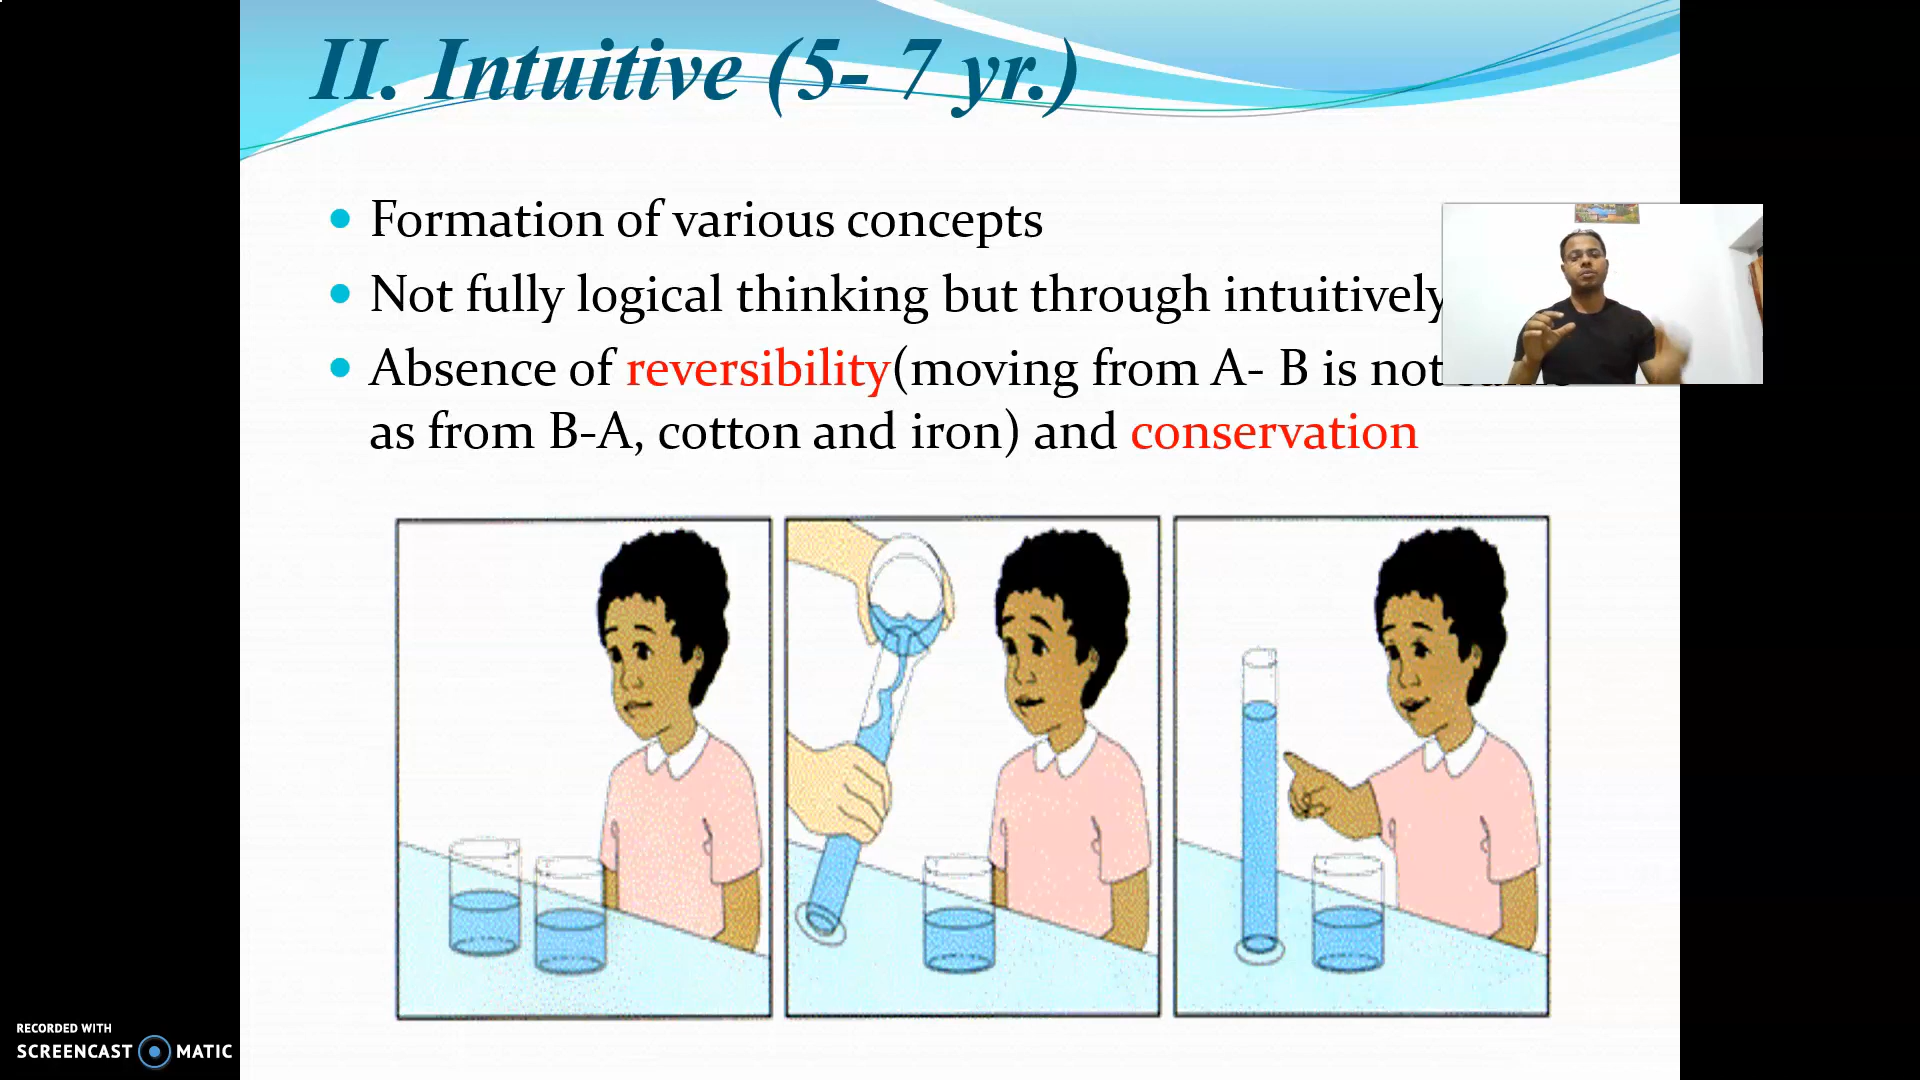 II. Intuitive (5- 7 yr.)
Formation of various concepts
Not fully logical thinking but through intuitively
Absence of reversibility(moving from A- B is not
as from B-A, cotton and iron) and conservation
RECORDED WITH
SCREENCAST MATIC